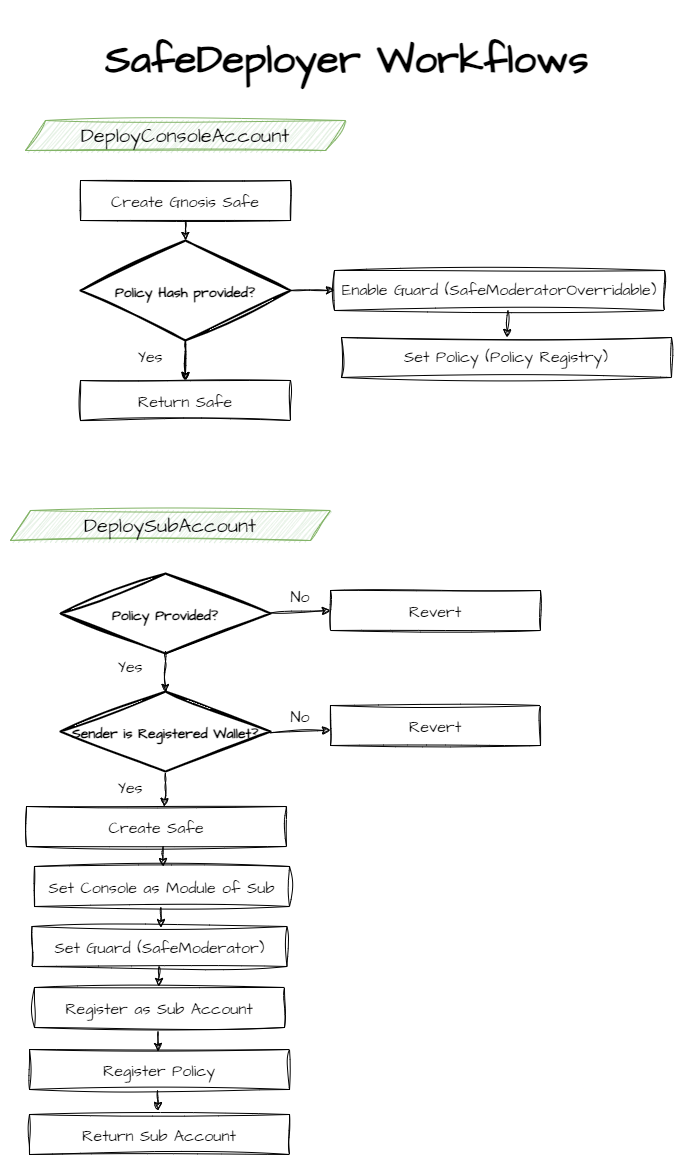 SafeDeployer Workflows
DeployConsoleAccount
Create Gnosis Safe
Policy Hash provided?
Enable Guard (SafeModeratorOverridable)
Set Policy (Policy Registry)
Yes
Return Safe
DeploySubAccount
Policy Provided?
No
Revert
Yes
Sender is Registered Wallet?
No
Revert
Yes
Create Safe
Set Console as Module of Sub
Set Guard (SafeModerator)
Register as Sub Account
Register Policy
Return Sub Account